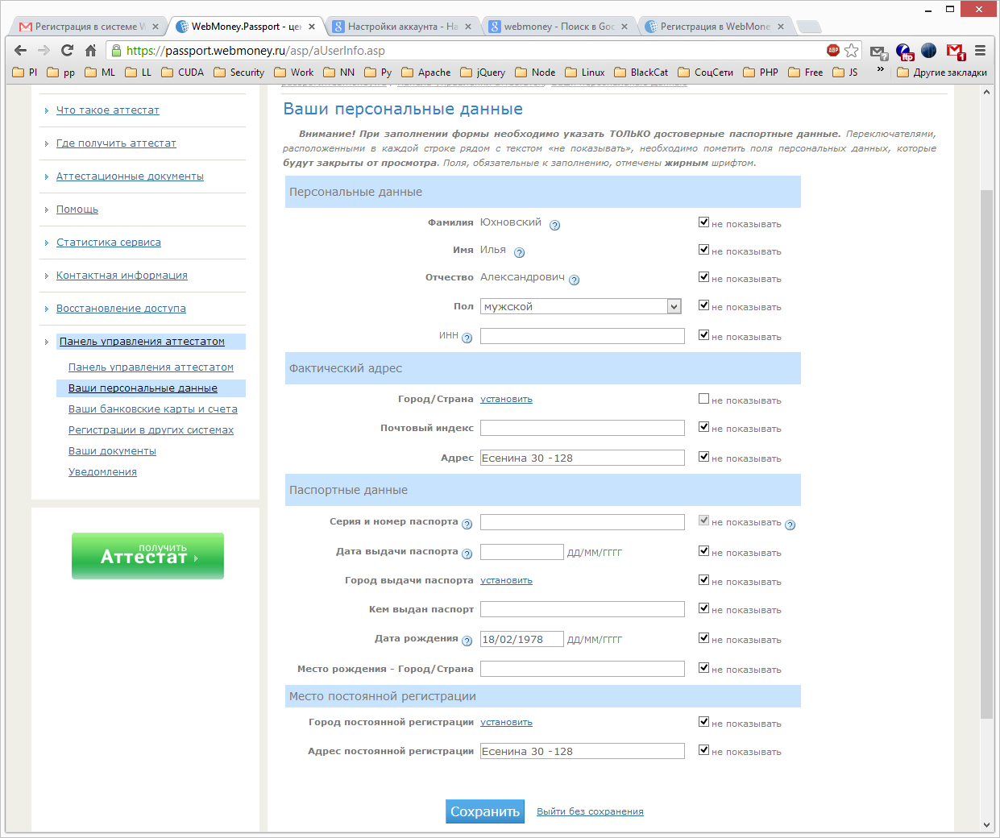 Регистрация в системе W
WebMoney.Passport - цен
Настройки аккаунта - На
webmoney - Поиск в Goo
Регистрация в WebMone
https://passport.webmoney.ru/asp/aUserInfo.asp
PI pp ML LL CUDA Security Work NN Py Apache jQuery Node Linux BlackCat СоцСети PHP Free JS » Другие закладки
Что такое аттестат
Где получить аттестат
Аттестационные документы
Помощь
Статистика сервиса
Контактная информация
Восстановление доступа
Панель управления аттестатом
Панель управления аттестатом
Ваши персональные данные
Ваши банковские карты и счета
Регистрации в других системах
Ваши документы
Уведомления
получить
Аттестат
Ваши персональные данные
Внимание! При заполнении формы необходимо указать ТОЛЬКО достоверные паспортные данные. Переключателями,
расположенными в каждой строке рядом с текстом «не показывать», необходимо пометить поля персональных данных, которые
будут закрыты от просмотра. Поля, обязательные к заполнению, отмечены жирным шрифтом.
Персональные данные
Фамилия Юхновский ? не показывать
Имя Илья ? не показывать
Отчество Александрович ? не показывать
Пол мужской не показывать
ИНН ? не показывать
Фактический адрес
Город/Страна установить не показывать
Почтовый индекс не показывать
Адрес Есенина 30 -128 не показывать
Паспортные данные
Серия и номер паспорта ? не показывать ?
Дата выдачи паспорта ? ДД/ММ/ГГГГ не показывать
Город выдачи паспорта установить не показывать
Кем выдан паспорт не показывать
Дата рождения ? 18/02/1978 ДД/ММ/ГГГГ не показывать
Место рождения - Город/Страна не показывать
Место постоянной регистрации
Город постоянной регистрации установить не показывать
Адрес постоянной регистрации Есенина 30 -128 не показывать
Сохранить Выйти без сохранения